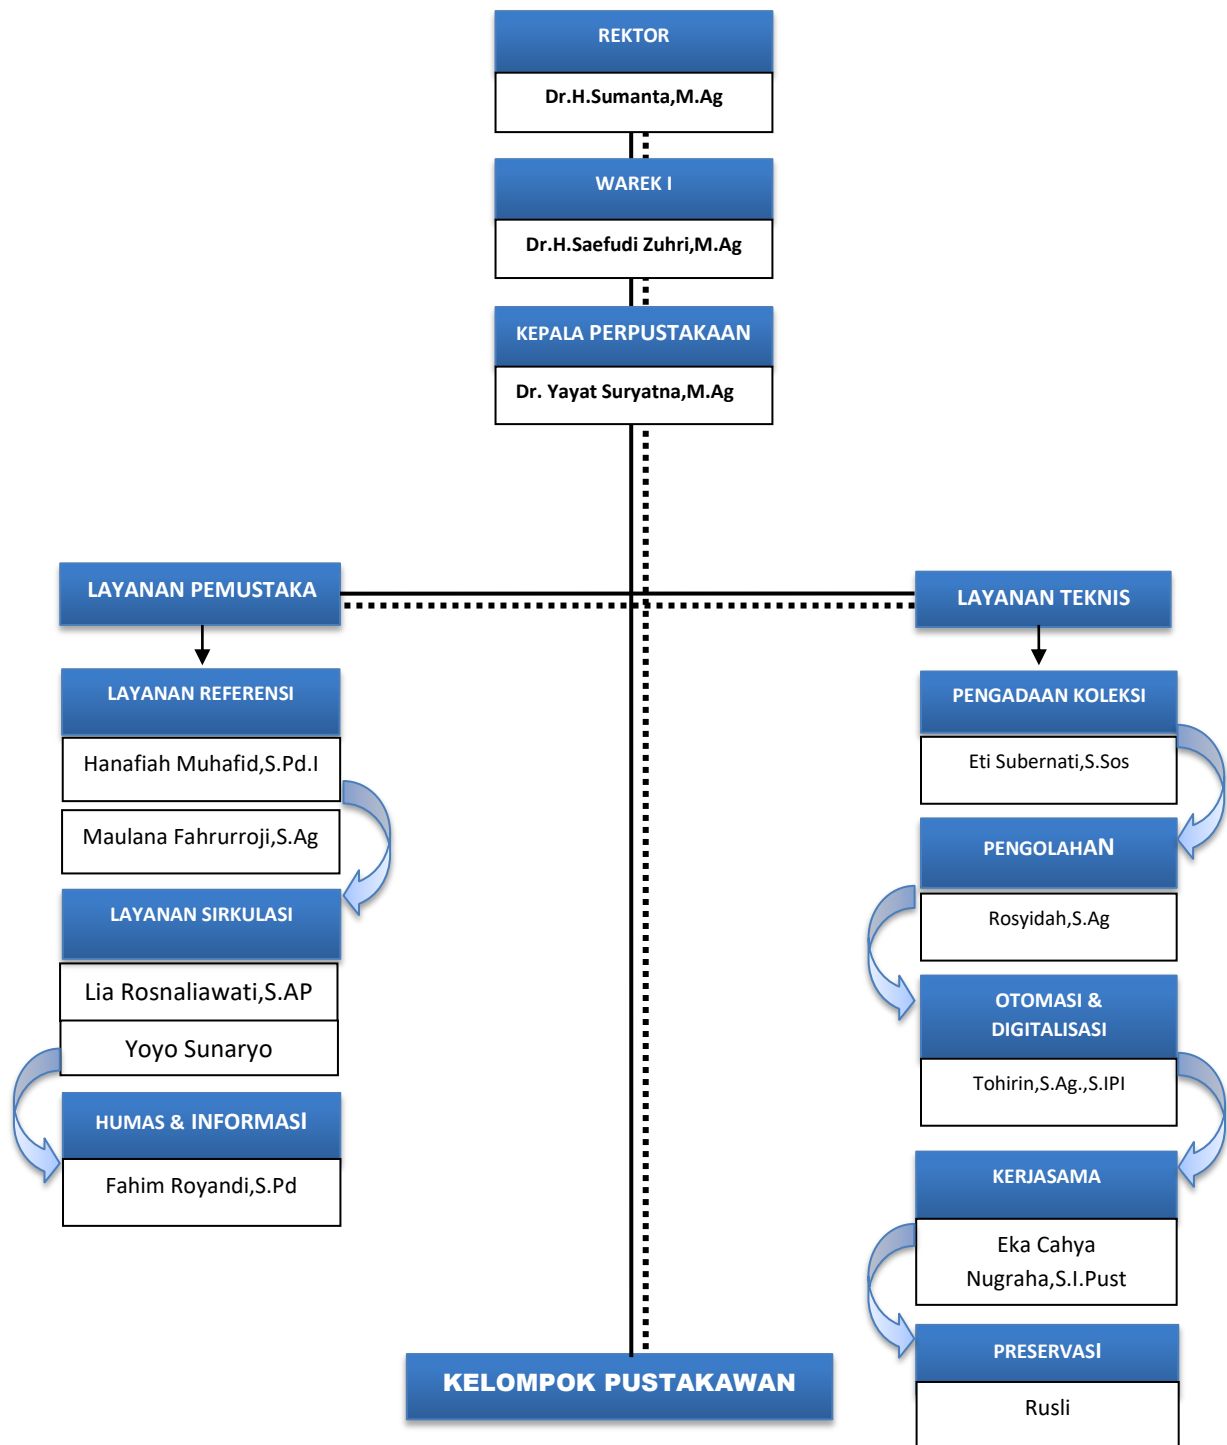 REKTOR
Dr.H.Sumanta,M.Ag
WAREK I
Dr.H.Saefudi Zuhri,M.Ag
KEPALA PERPUSTAKAAN
Dr. Yayat Suryatna,M.Ag
LAYANAN PEMUSTAKA
LAYANAN REFERENSI
Hanafiah Muhafid,S.Pd.I
Maulana Fahrurroji,S.Ag
LAYANAN SIRKULASI
Lia Rosnaliawati,S.AP
Yoyo Sunaryo
HUMAS & INFORMASI
Fahim Royandi,S.Pd
LAYANAN TEKNIS
PENGADAAN KOLEKSI
Eti Subernati,S.Sos
PENGOLAHAN
Rosyidah,S.Ag
OTOMASI &
DIGITALISASI
Tohirin,S.Ag.,S.IPI
KERJASAMA
Eka Cahya
Nugraha,S.I.Pust
PRESERVASI
Rusli
KELOMPOK PUSTAKAWAN